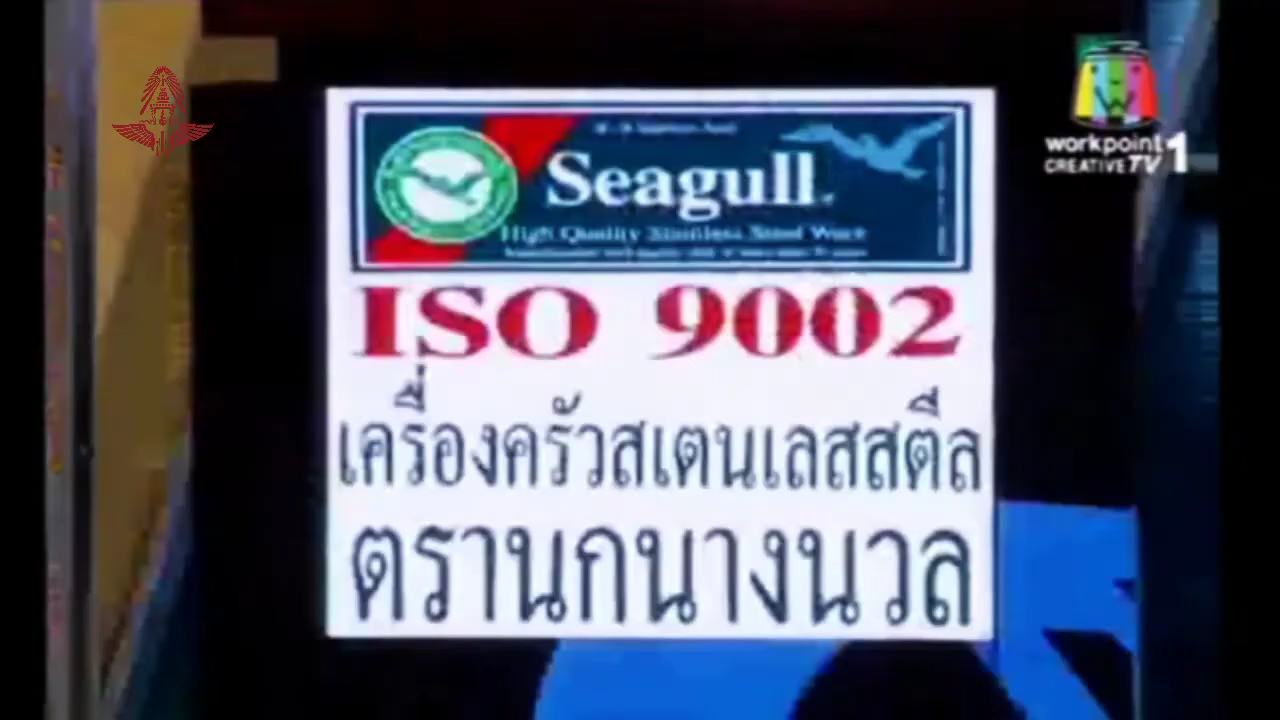 workpoint 1
CREATIVE TV
Seagull
High Quality Stainless Steel Ware
ISO 9002
เครื่องครัวสเตนเลสสตีล
ตรานกนางนวล